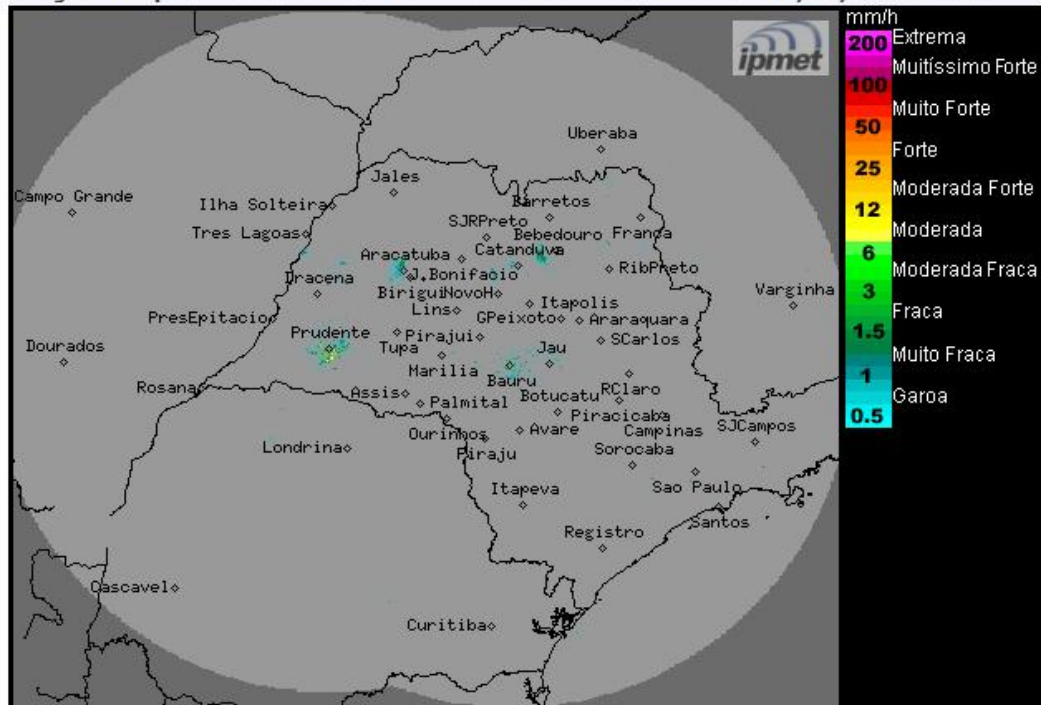 ipmet
mm/h
200 Extrema
Muitíssimo Forte
100
Muito Forte
50
Forte
25
Moderada Forte
12
Moderada
6
Moderada Fraca
3
Fraca
1.5
Muito Fraca
1
Garoa
0.5
Uberaba
Jales
Campo Grande
Ilha Solteira
Barretos
SJRPreto
Franca
Tres Lagoas
Bebedouro
Aracatuba
Catanduva
J.Bonifacio
RibPreto
Dracena
Birigui
NovoH
Itapolis
Varginha
Lins
PresEpitacio
GPeixoto
Araraquara
Prudente
Pirajui
SCarlos
Dourados
Tupa
Jau
Marilia
Bauru
Rosana
Assis
RClaro
Botucatu
Palmital
Piracicaba
Ourinhos
Avare
Campinas
SJCampos
Londrina
Piraju
Sorocaba
Itapeva
Sao Paulo
Santos
Registro
Cascavel
Curitiba